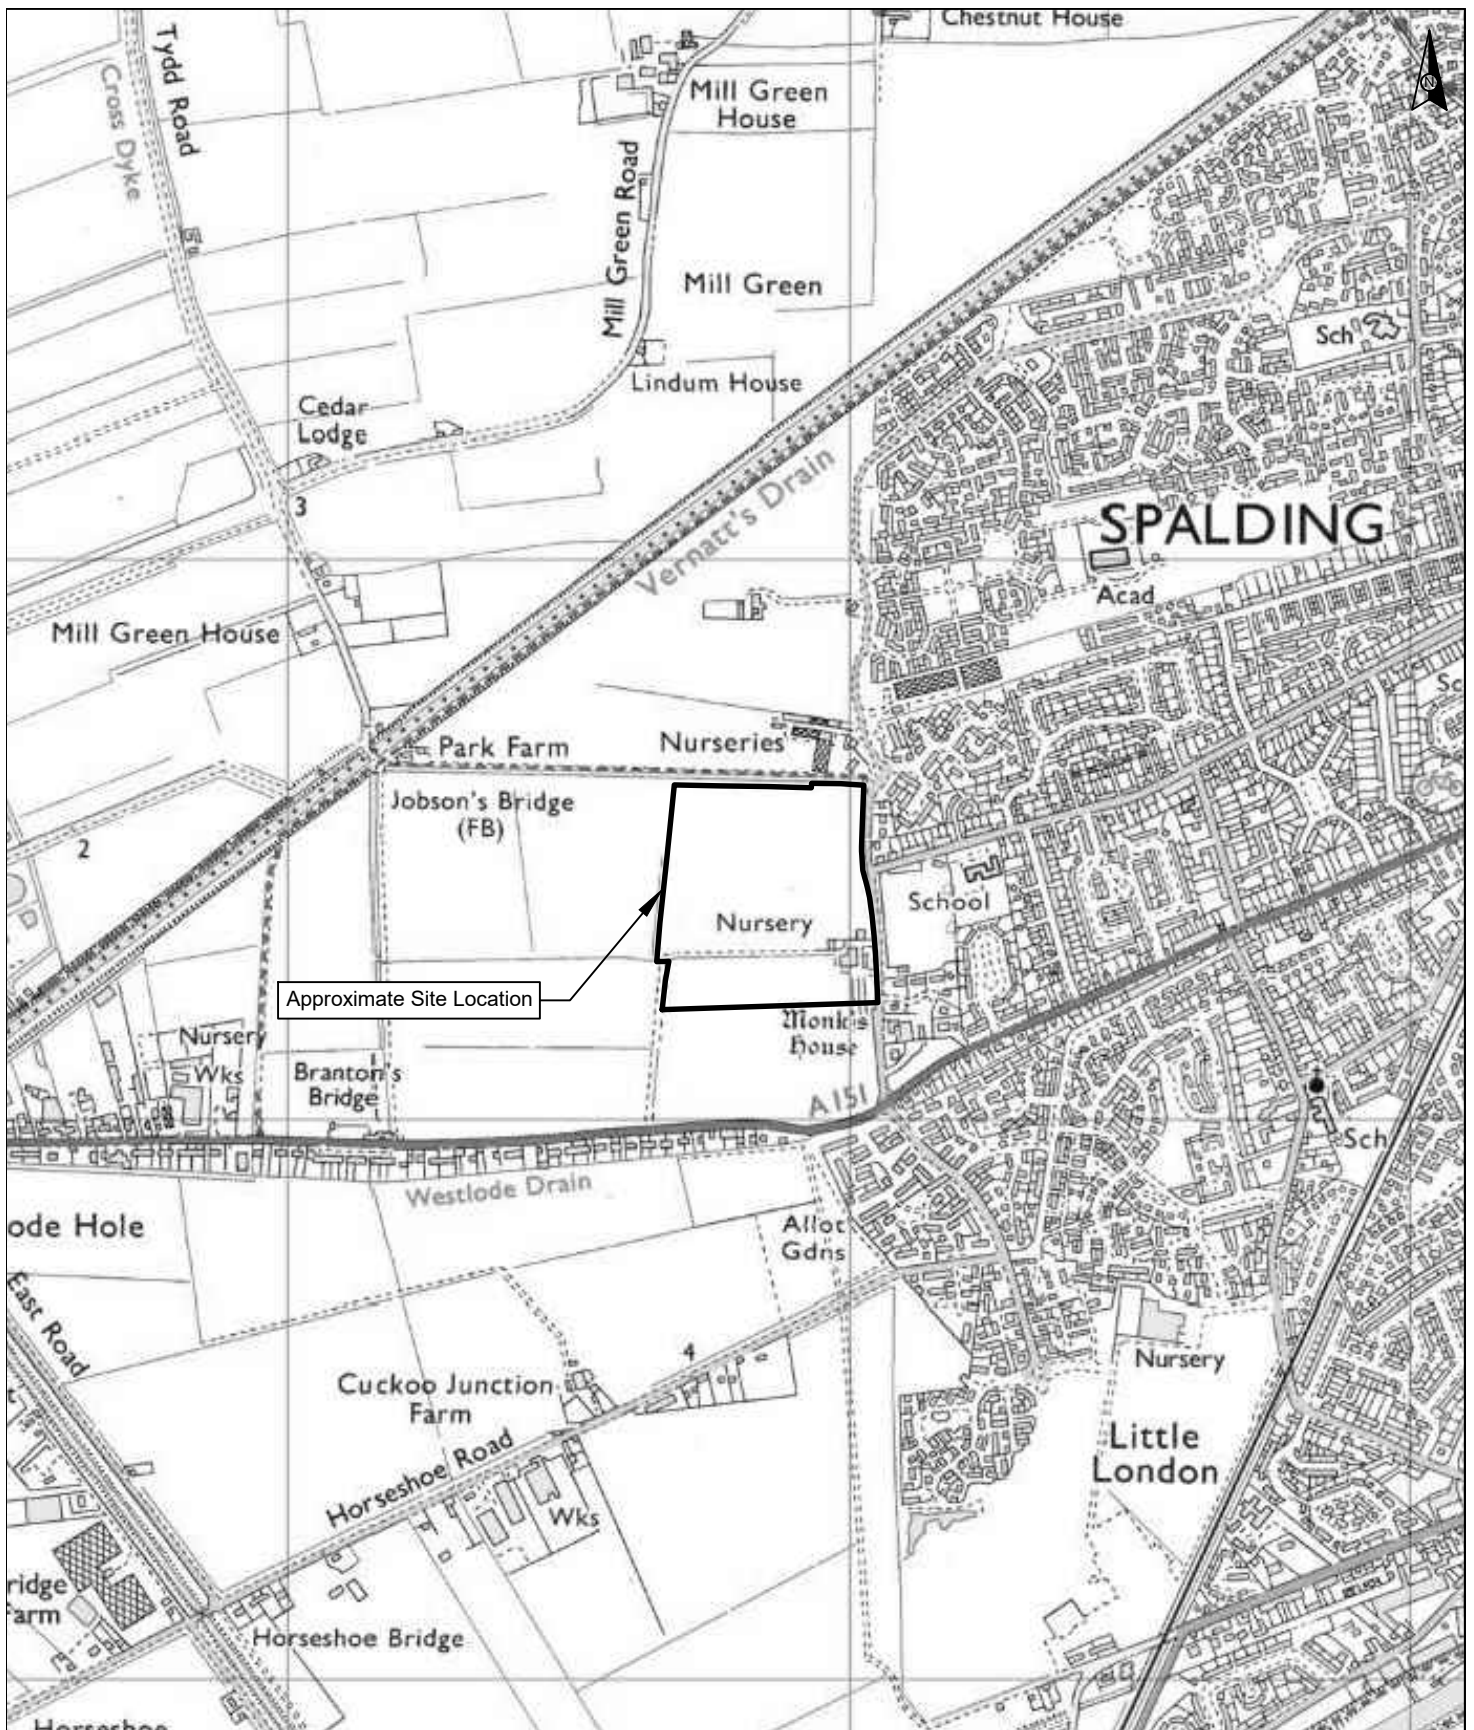 Chestnut House
Tydd Road
Cross Dyke
N
Mill Green
House
Mill Green Road
Mill Green
Sch
Lindum House
Cedar
Lodge
3
Vernatt's Drain
SPALDING
Acad
Mill Green House
Sc
Park Farm
Nurseries
Jobson's Bridge
(FB)
2
School
Nursery
Approximate Site Location
Monk's
House
Nursery
Wks
Branton's
Bridge
A151
Sch
Westlode Drain
ode Hole
Allot
Gdns
East Road
4
Nursery
Cuckoo Junction
Farm
Little
London
Horseshoe Road
Wks
ridge
arm
Horseshoe Bridge
Horseshoe